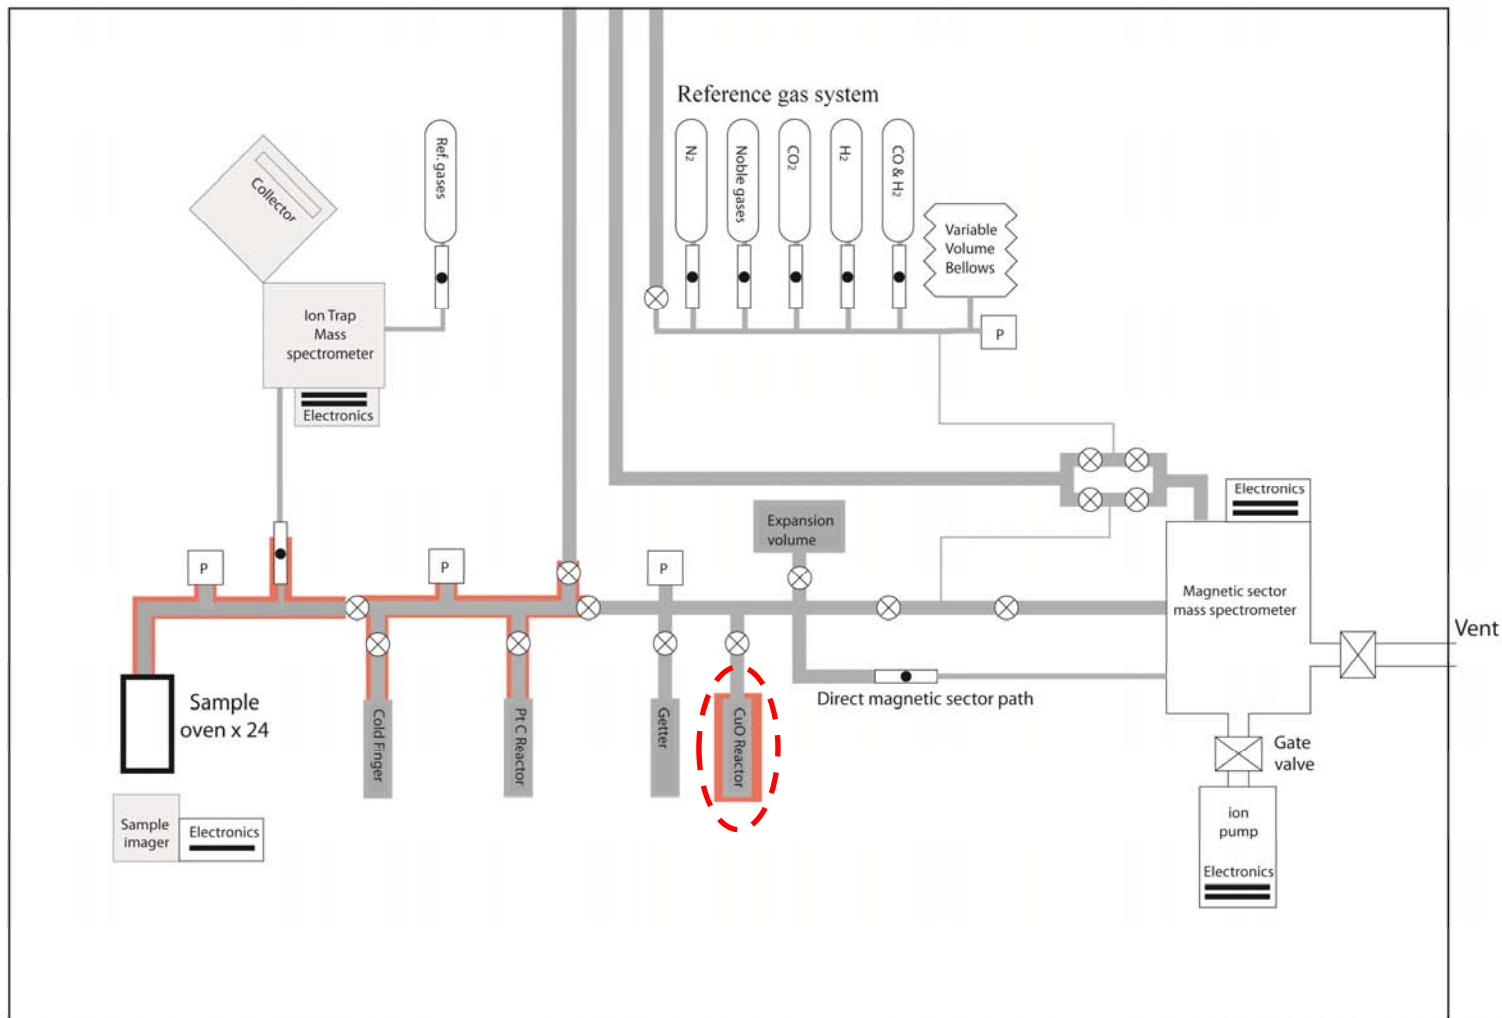 Reference gas system
Ref. gases
N2
Noble gases
CO2
H2
CO & H2
Collector
Variable
Volume
Bellows
Ion Trap
Mass
spectrometer
P
Electronics
Electronics
Expansion
volume
P
P
P
Magnetic sector
mass spectrometer
Vent
Direct magnetic sector path
Sample
oven x 24
Cold Finger
Pt C Reactor
Getter
CuO Reactor
Gate
valve
Sample
imager
Electronics
ion
pump
Electronics